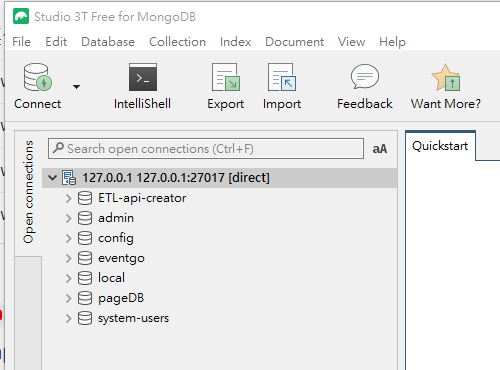 Studio 3T Free for MongoDB
File Edit Database Collection Index Document View Help
Connect IntelliShell Export Import Feedback Want More?
Open connections
Search open connections (Ctrl+F) aA
Quickstart
127.0.0.1 127.0.0.1:27017 [direct]
ETL-api-creator
admin
config
eventgo
local
pageDB
system-users